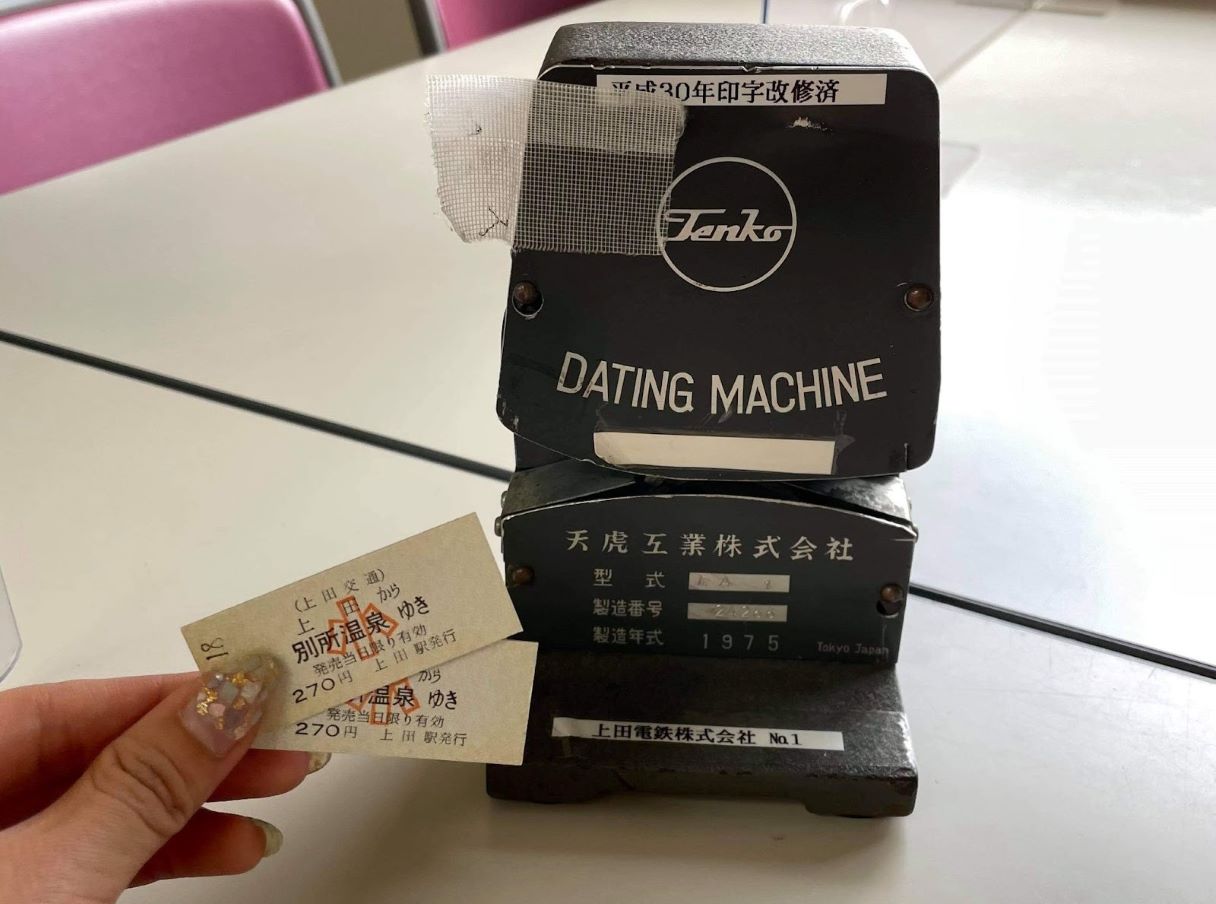 平成30年印字改修済
Tenko
DATING MACHINE
天虎工業株式会社
型 式
製造番号
製造年式 1975
Tokyo Japan
上田電鉄株式会社 No.1
18
(上田交通)
上田から
別所温泉 ゆき
発売当日限り有効
270円 上田駅発行
から
温泉 ゆき
発売当日限り有効
270円 上田駅発行